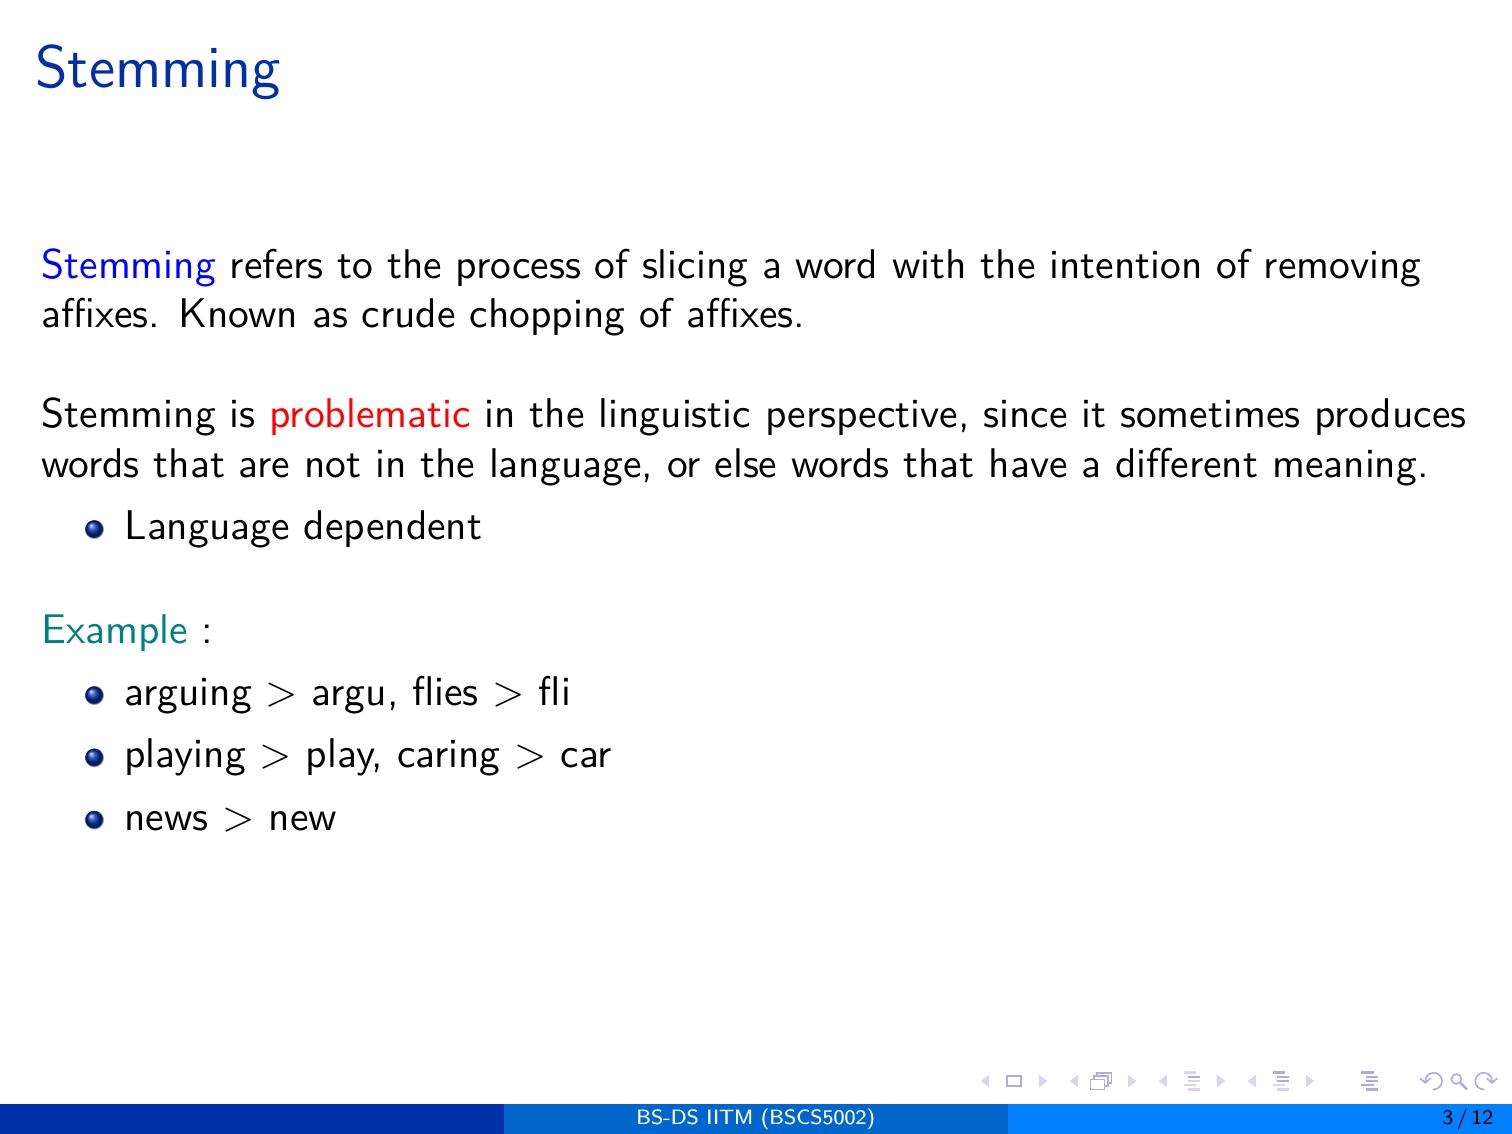 Stemming
Stemming refers to the process of slicing a word with the intention of removing
affixes. Known as crude chopping of affixes.
Stemming is problematic in the linguistic perspective, since it sometimes produces
words that are not in the language, or else words that have a different meaning.
Language dependent
Example :
arguing > argu, flies > fli
playing > play, caring > car
news > new
BS-DS IITM (BSCS5002)
3 / 12